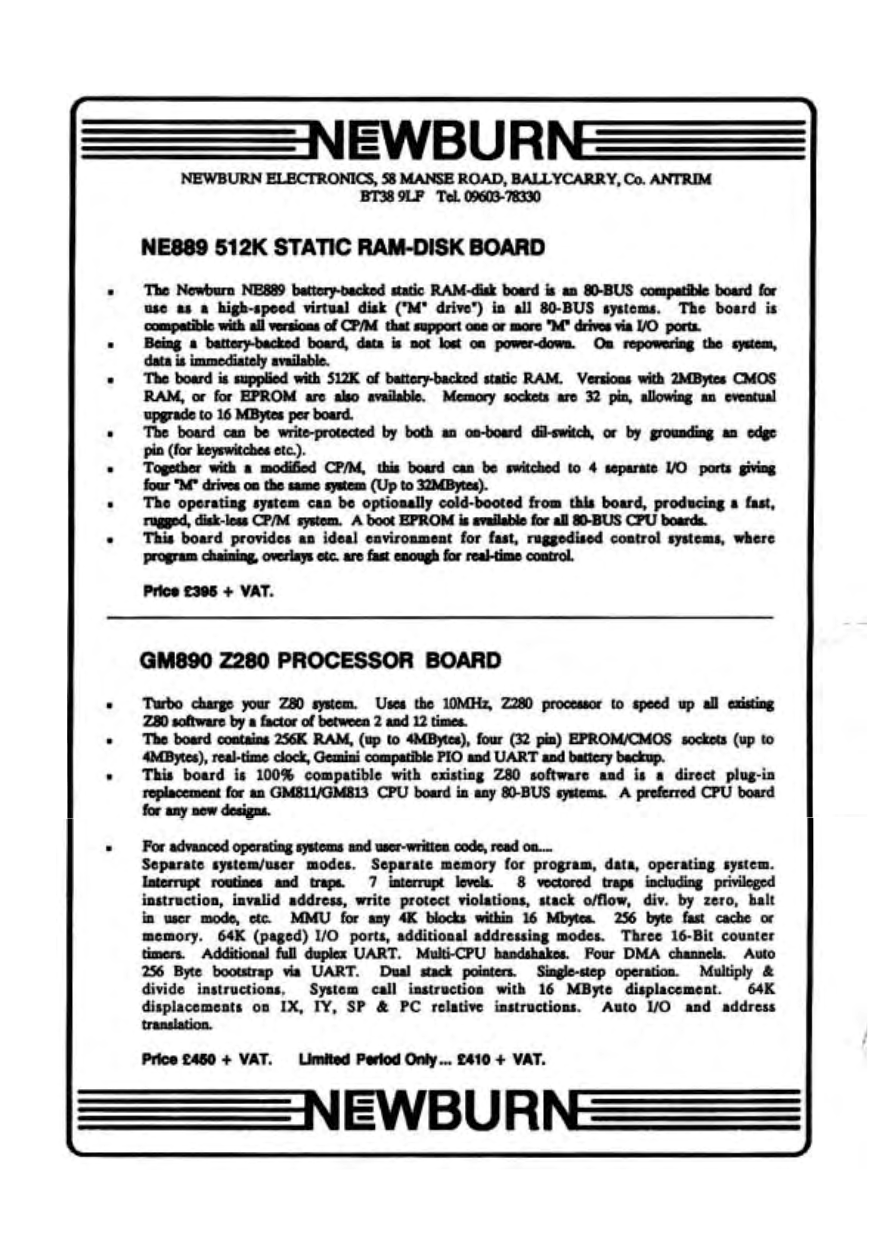 NEWBURN
NEWBURN ELECTRONICS, 58 MANSE ROAD, BALLYCARRY, Co. ANTRIM
BT38 9LF Tel. 09603-78330
NE889 512K STATIC RAM-DISK BOARD
▪ The Newburn NE889 battery-backed static RAM-disk board is an 80-BUS compatible board for
use as a high-speed virtual disk ("M" drive") in all 80-BUS systems. The board is
compatible with all versions of CP/M that support one or more "M" drives via I/O ports.
▪ Being a battery-backed board, data is not lost on power-down. On repowering the system,
data is immediately available.
▪ The board is supplied with 512K of battery-backed static RAM. Versions with 2MBytes CMOS
RAM, or for EPROM are also available. Memory sockets are 32 pin, allowing an eventual
upgrade to 16 MBytes per board.
▪ The board can be write-protected by both an on-board dil-switch, or by grounding an edge
pin (for keyswitches etc.).
▪ Together with a modified CP/M, this board can be switched to 4 separate I/O ports giving
four "M" drives on the same system (Up to 32MBytes).
▪ The operating system can be optionally cold-booted from this board, producing a fast,
rugged, disk-less CP/M system. A boot EPROM is available for all 80-BUS CPU boards.
▪ This board provides an ideal environment for fast, ruggedised control systems, where
program chaining, overlays etc. are fast enough for real-time control.
Price £395 + VAT.
GM890 Z280 PROCESSOR BOARD
▪ Turbo charge your Z80 system. Uses the 10MHz, Z280 processor to speed up all existing
Z80 software by a factor of between 2 and 12 times.
▪ The board contains 256K RAM, (up to 4MBytes), four (32 pin) EPROM/CMOS sockets (up to
4MBytes), real-time clock, Gemini compatible PIO and UART and battery backup.
▪ This board is 100% compatible with existing Z80 software and is a direct plug-in
replacement for an GM811/GM813 CPU board in any 80-BUS systems. A preferred CPU board
for any new designs.
▪ For advanced operating systems and user-written code, read on....
Separate system/user modes. Separate memory for program, data, operating system.
Interrupt routines and traps. 7 interrupt levels. 8 vectored traps including privileged
instruction, invalid address, write protect violations, stack o/flow, div. by zero, halt
in user mode, etc. MMU for any 4K blocks within 16 Mbytes. 256 byte fast cache or
memory. 64K (paged) I/O ports, additional addressing modes. Three 16-Bit counter
timers. Additional full duplex UART. Multi-CPU handshakes. Four DMA channels. Auto
256 Byte bootstrap via UART. Dual stack pointers. Single-step operation. Multiply &
divide instructions. System call instruction with 16 MByte displacement. 64K
displacements on IX, IY, SP & PC relative instructions. Auto I/O and address
translation.
Price £450 + VAT. Limited Period Only... £410 + VAT.
NEWBURN